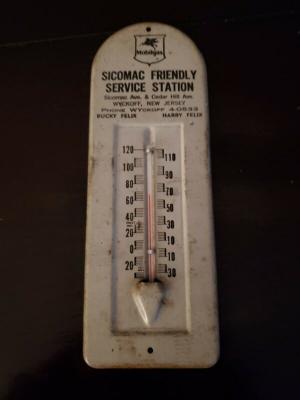 Mobilgas
SICOMAC FRIENDLY
SERVICE STATION
Sicomac Ave. & Cedar Hill Ave.
WYCKOFF, NEW JERSEY
PHONE WYCKOFF 4-0533
BUCKY FELIX HARRY FELIX
120 110
100 90
80 70
60 50
40 30
20 10
0 10
20 30